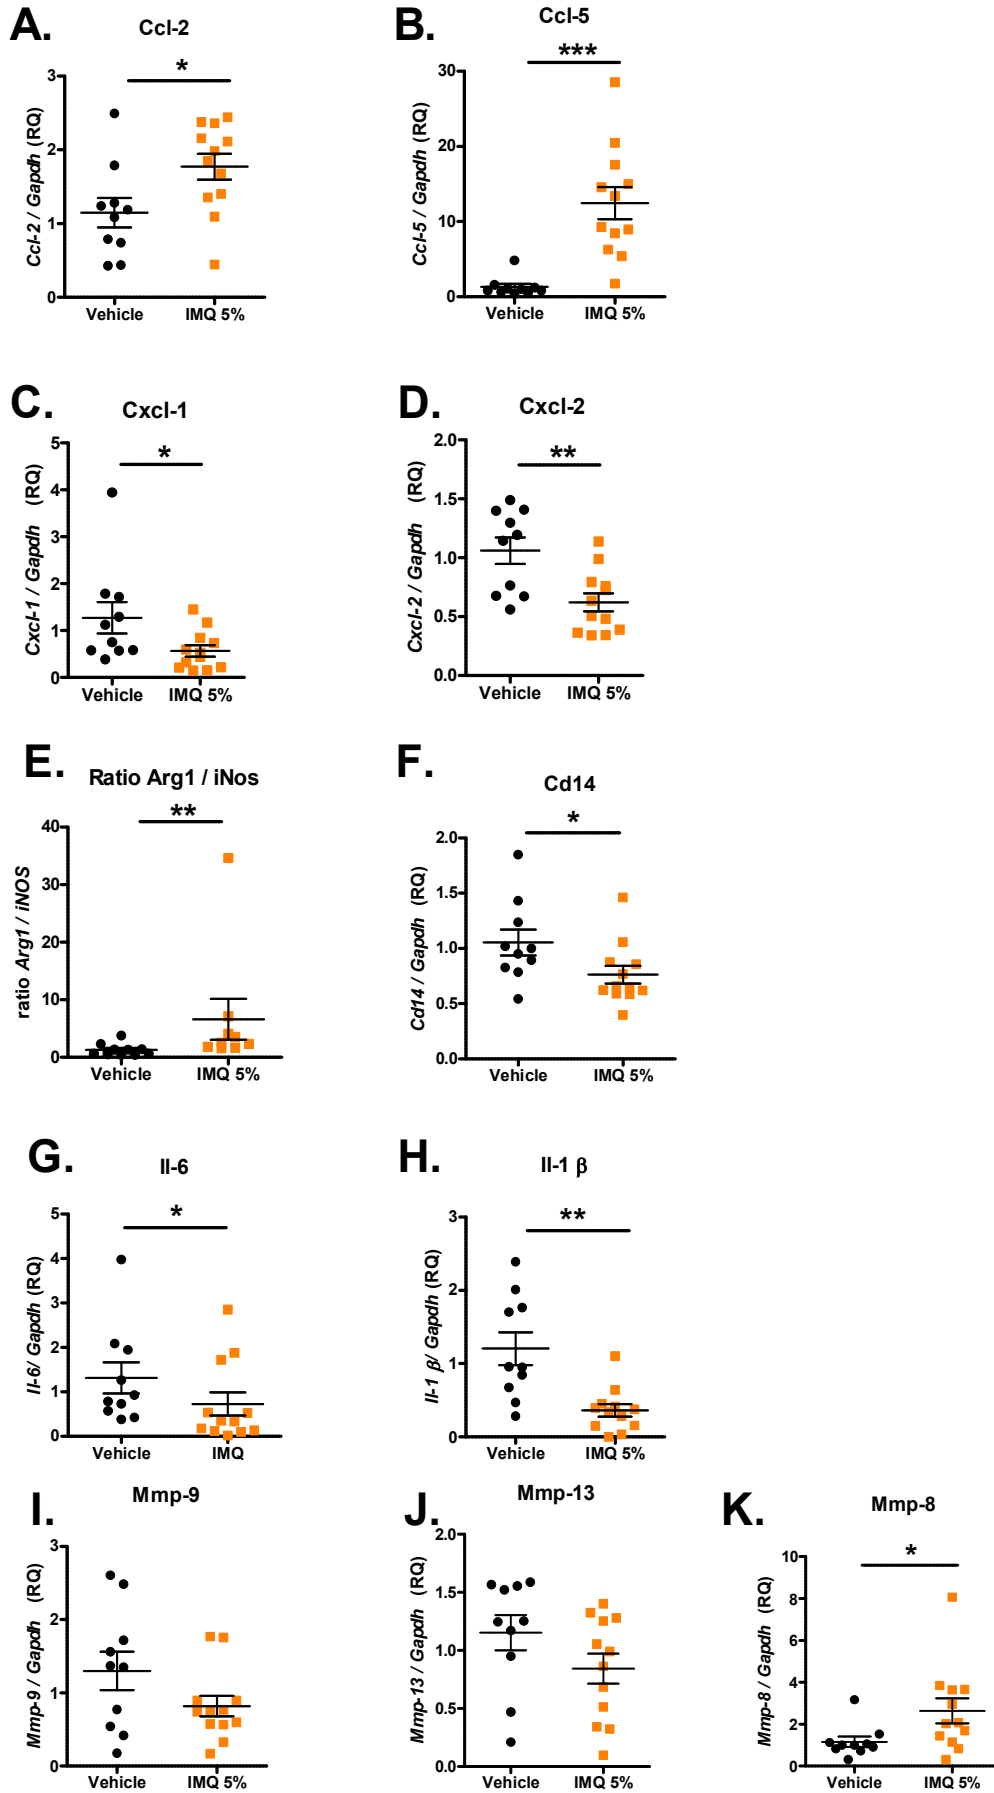 A.
Ccl-2
*
Ccl-2 / Gapdh (RQ)
3
2
1
0
Vehicle
IMQ 5%
B.
Ccl-5
***
Ccl-5 / Gapdh (RQ)
30
20
10
0
Vehicle
IMQ 5%
C.
Cxcl-1
*
Cxcl-1 / Gapdh (RQ)
5
4
3
2
1
0
Vehicle
IMQ 5%
D.
Cxcl-2
**
Cxcl-2 / Gapdh (RQ)
2.0
1.5
1.0
0.5
0.0
Vehicle
IMQ 5%
E.
Ratio Arg1 / iNos
**
ratio Arg1 / iNOS
40
30
20
10
0
Vehicle
IMQ 5%
F.
Cd14
*
Cd14 / Gapdh (RQ)
2.0
1.5
1.0
0.5
0.0
Vehicle
IMQ 5%
G.
Il-6
*
Il-6/ Gapdh (RQ)
5
4
3
2
1
0
Vehicle
IMQ
H.
Il-1 β
**
Il-1 β/ Gapdh (RQ)
3
2
1
0
Vehicle
IMQ 5%
I.
Mmp-9
Mmp-9 / Gapdh (RQ)
3
2
1
0
Vehicle
IMQ 5%
J.
Mmp-13
Mmp-13 / Gapdh (RQ)
2.0
1.5
1.0
0.5
0.0
Vehicle
IMQ 5%
K.
Mmp-8
*
Mmp-8 / Gapdh (RQ)
10
8
6
4
2
0
Vehicle
IMQ 5%